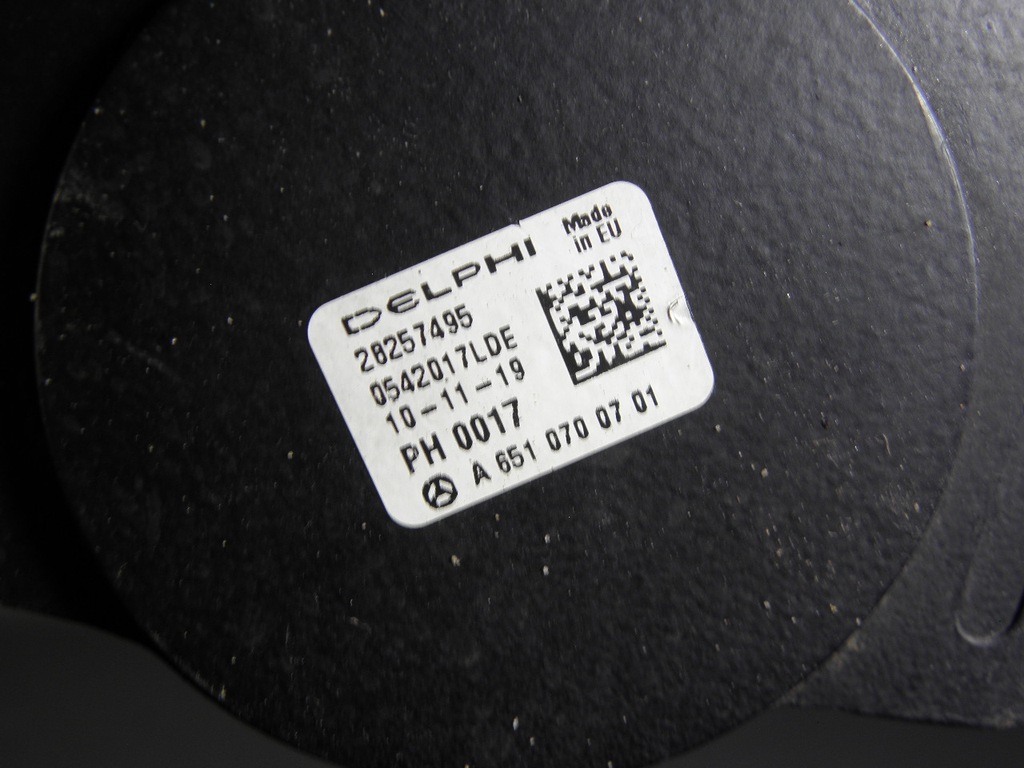 DELPHI
Made
in EU
28257495
0542017LDE
10-11-19
PH 0017
A 651 070 07 01